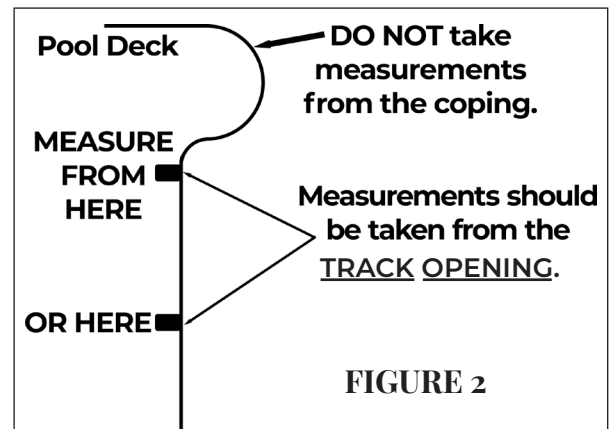 Pool Deck
DO NOT take
measurements
from the coping.
MEASURE
FROM
HERE
Measurements should
be taken from the
TRACK OPENING.
OR HERE
FIGURE 2